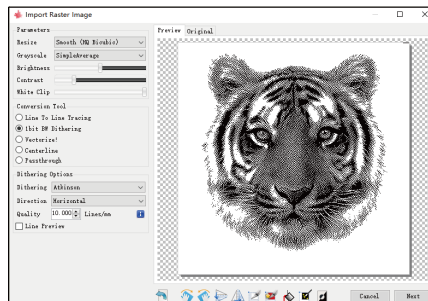 Import Raster Image
Parameters
Resize Smooth (HQ Bicubic)
Grayscale SimpleAverage
Brightness
Contrast
White Clip
Conversion Tool
Line To Line Tracing
1bit BW Dithering
Vectorize!
Centerline
Passthrough
Dithering Options
Dithering Atkinson
Direction Horizontal
Quality 10.000 Lines/mm
Line Preview
Preview Original
Cancel Next